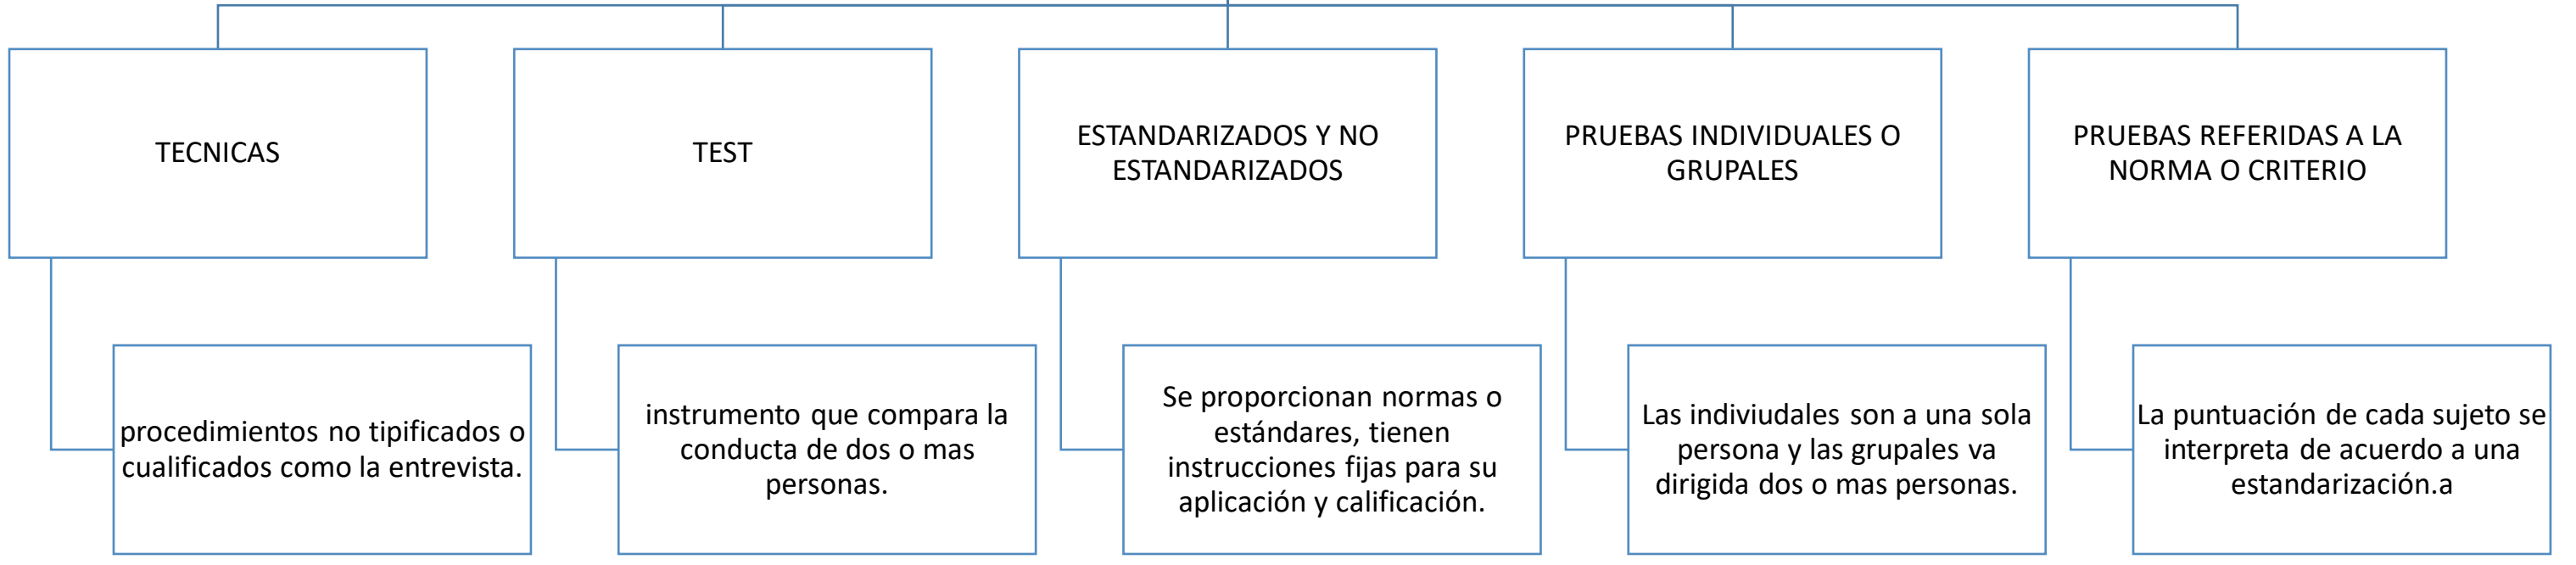 TECNICAS
TEST
ESTANDARIZADOS Y NO
ESTANDARIZADOS
PRUEBAS INDIVIDUALES O
GRUPALES
PRUEBAS REFERIDAS A LA
NORMA O CRITERIO
procedimientos no tipificados o
cualificados como la entrevista.
instrumento que compara la
conducta de dos o mas
personas.
Se proporcionan normas o
estándares, tienen
instrucciones fijas para su
aplicación y calificación.
Las indiviudales son a una sola
persona y las grupales va
dirigida dos o mas personas.
La puntuación de cada sujeto se
interpreta de acuerdo a una
estandarización.a